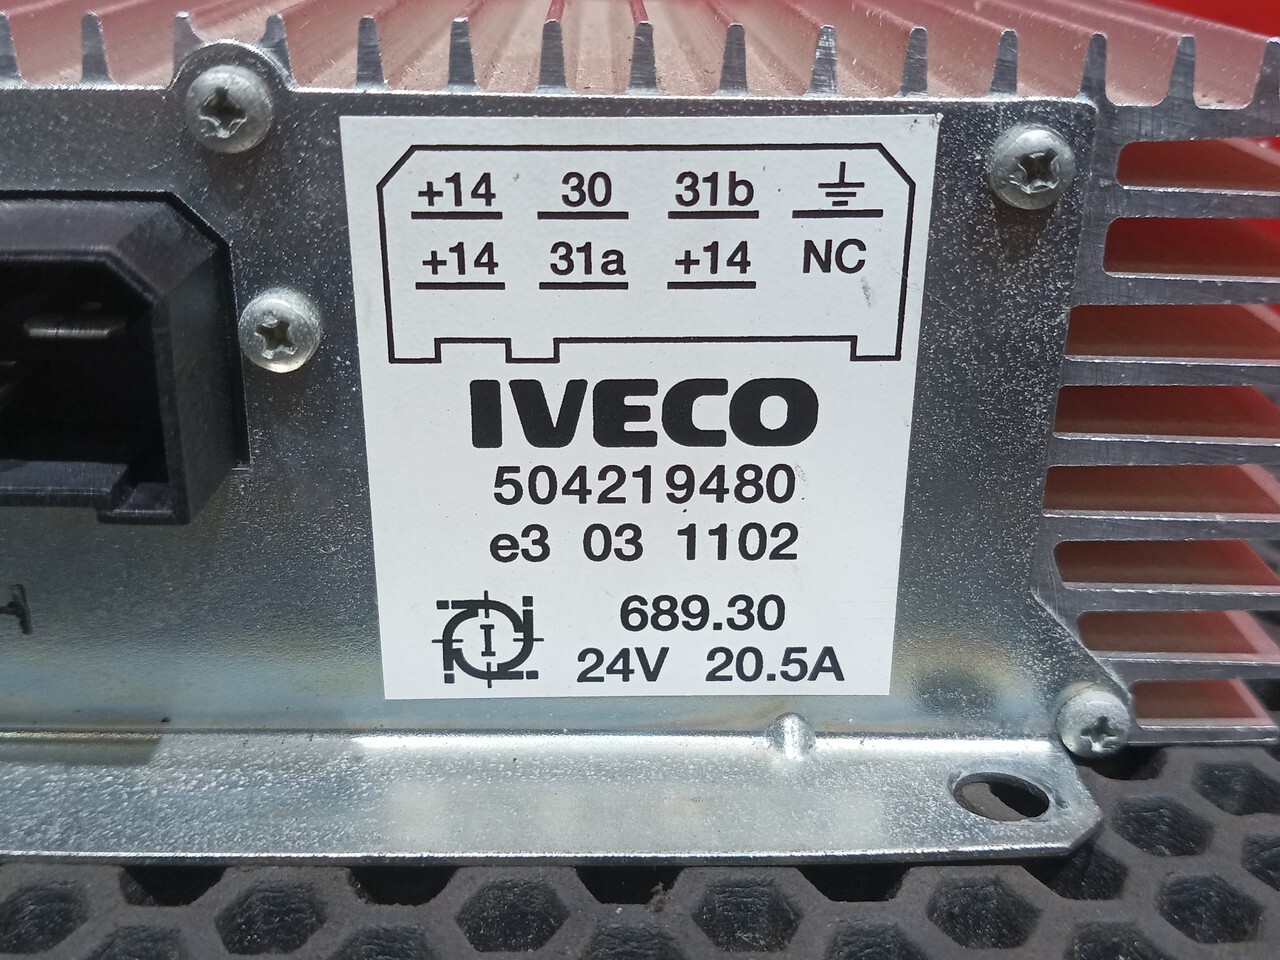 +14 30 31b
+14 31a +14 NC
IVECO
504219480
e3 03 1102
I
689.30
24V 20.5A